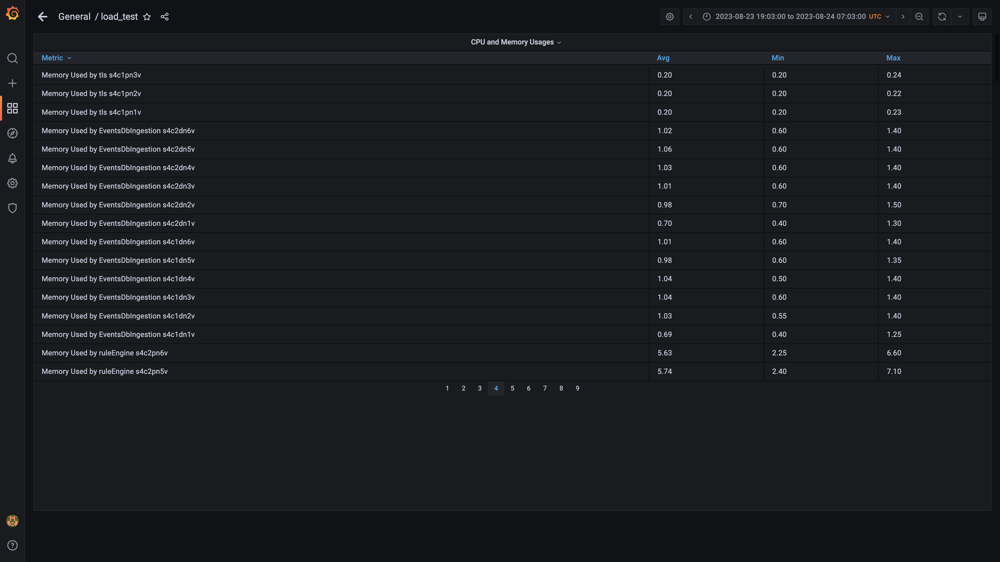 General / load_test
2023-08-23 19:03:00 to 2023-08-24 07:03:00 UTC
CPU and Memory Usages
Metric Avg Min Max
Memory Used by tls s4c1pn3v 0.20 0.20 0.24
Memory Used by tls s4c1pn2v 0.20 0.20 0.22
Memory Used by tls s4c1pn1v 0.20 0.20 0.23
Memory Used by EventsDbIngestion s4c2dn6v 1.02 0.60 1.40
Memory Used by EventsDbIngestion s4c2dn5v 1.06 0.60 1.40
Memory Used by EventsDbIngestion s4c2dn4v 1.03 0.60 1.40
Memory Used by EventsDbIngestion s4c2dn3v 1.01 0.60 1.40
Memory Used by EventsDbIngestion s4c2dn2v 0.98 0.70 1.50
Memory Used by EventsDbIngestion s4c2dn1v 0.70 0.40 1.30
Memory Used by EventsDbIngestion s4c1dn6v 1.01 0.60 1.40
Memory Used by EventsDbIngestion s4c1dn5v 0.98 0.60 1.35
Memory Used by EventsDbIngestion s4c1dn4v 1.04 0.50 1.40
Memory Used by EventsDbIngestion s4c1dn3v 1.04 0.60 1.40
Memory Used by EventsDbIngestion s4c1dn2v 1.03 0.55 1.40
Memory Used by EventsDbIngestion s4c1dn1v 0.69 0.40 1.25
Memory Used by ruleEngine s4c2pn6v 5.63 2.25 6.60
Memory Used by ruleEngine s4c2pn5v 5.74 2.40 7.10
1 2 3 4 5 6 7 8 9